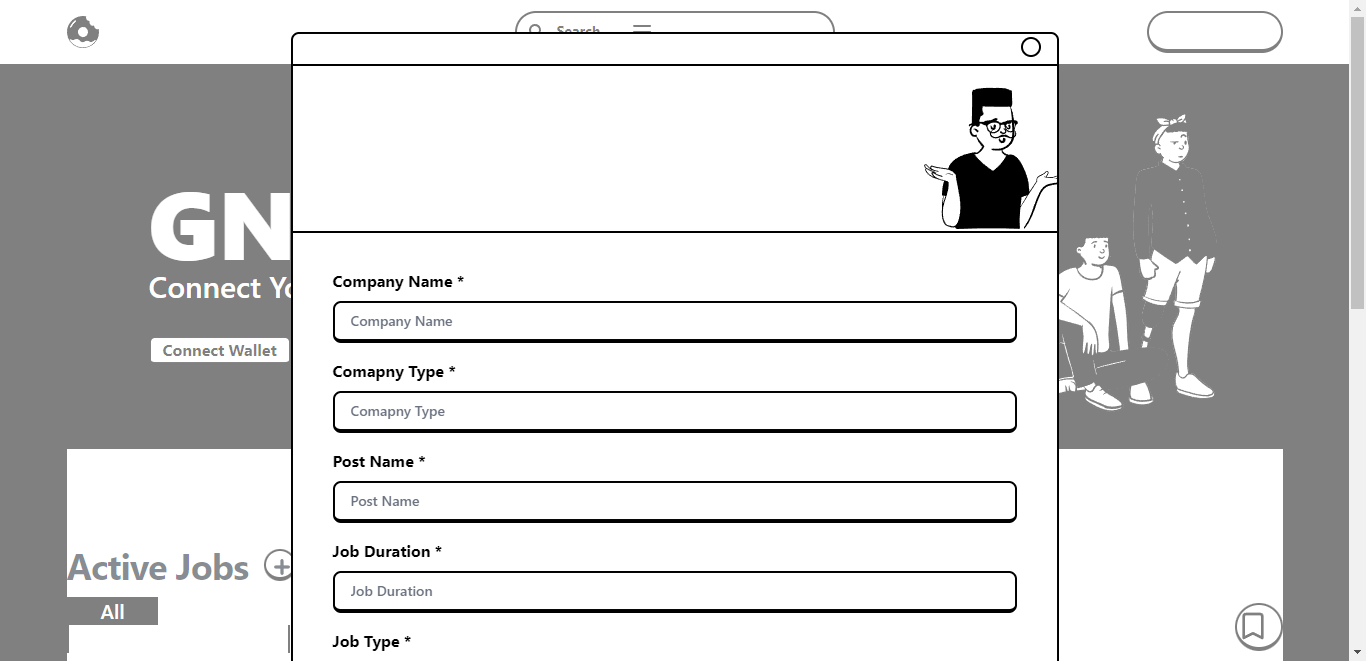 Search
GN
Connect Yo
Connect Wallet
Company Name *
Company Name
Comapny Type *
Comapny Type
Post Name *
Post Name
Job Duration *
Job Duration
Job Type *
Active Jobs
All